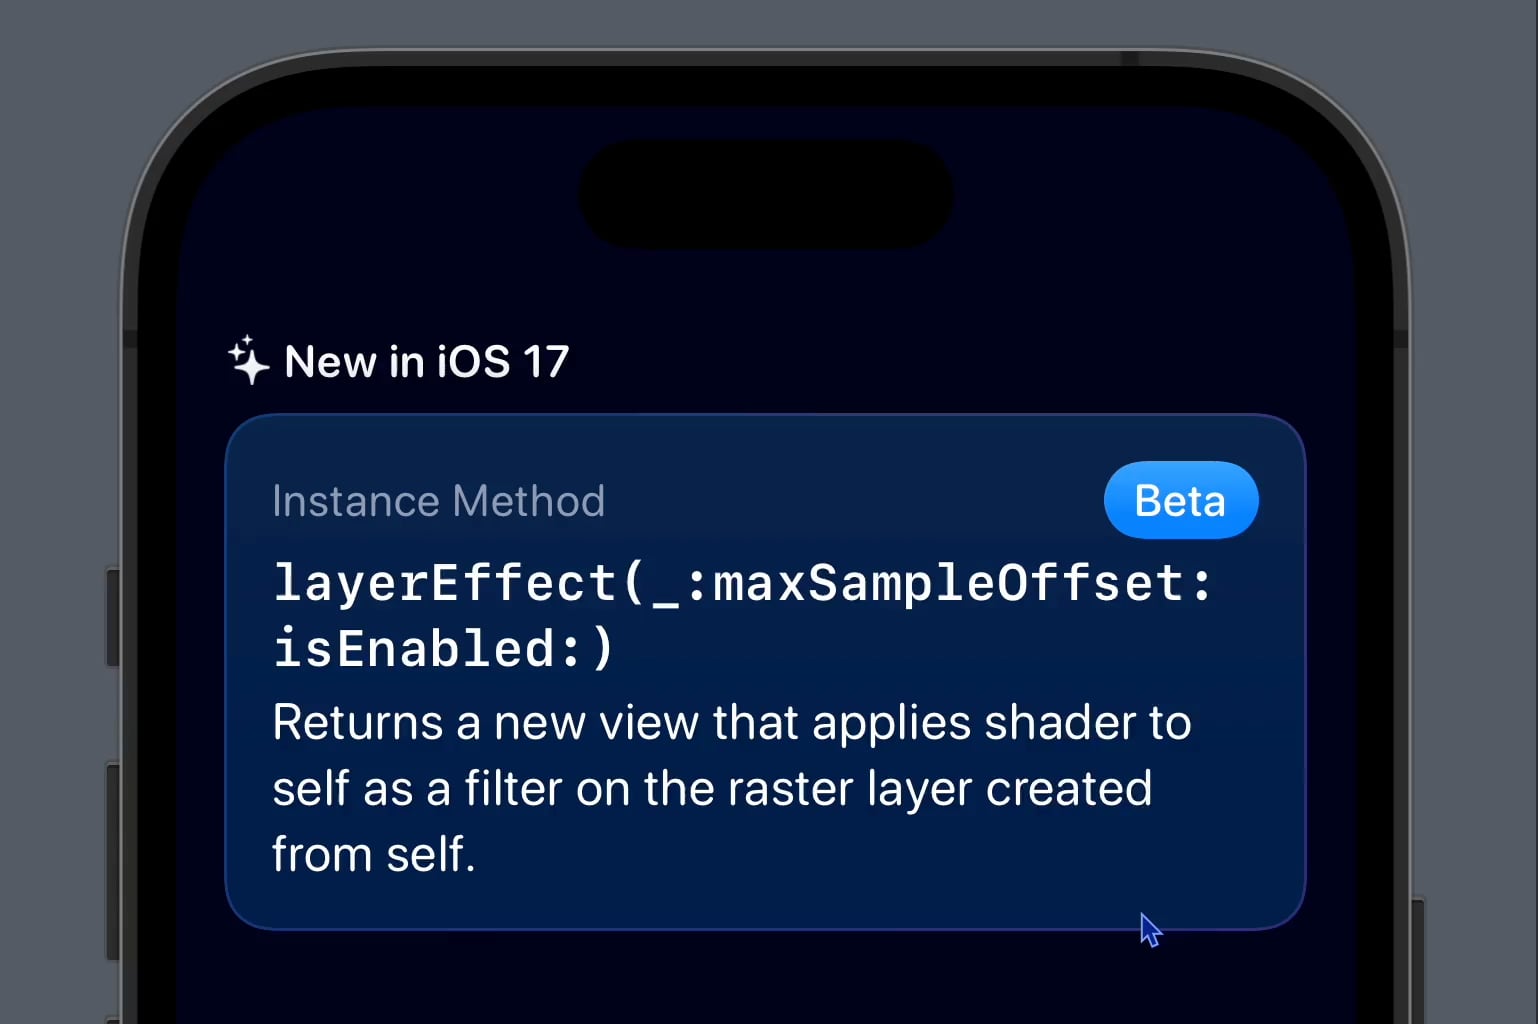 New in iOS 17
Instance Method
Beta
layerEffect(_:maxSampleOffset:
isEnabled:)
Returns a new view that applies shader to
self as a filter on the raster layer created
from self.